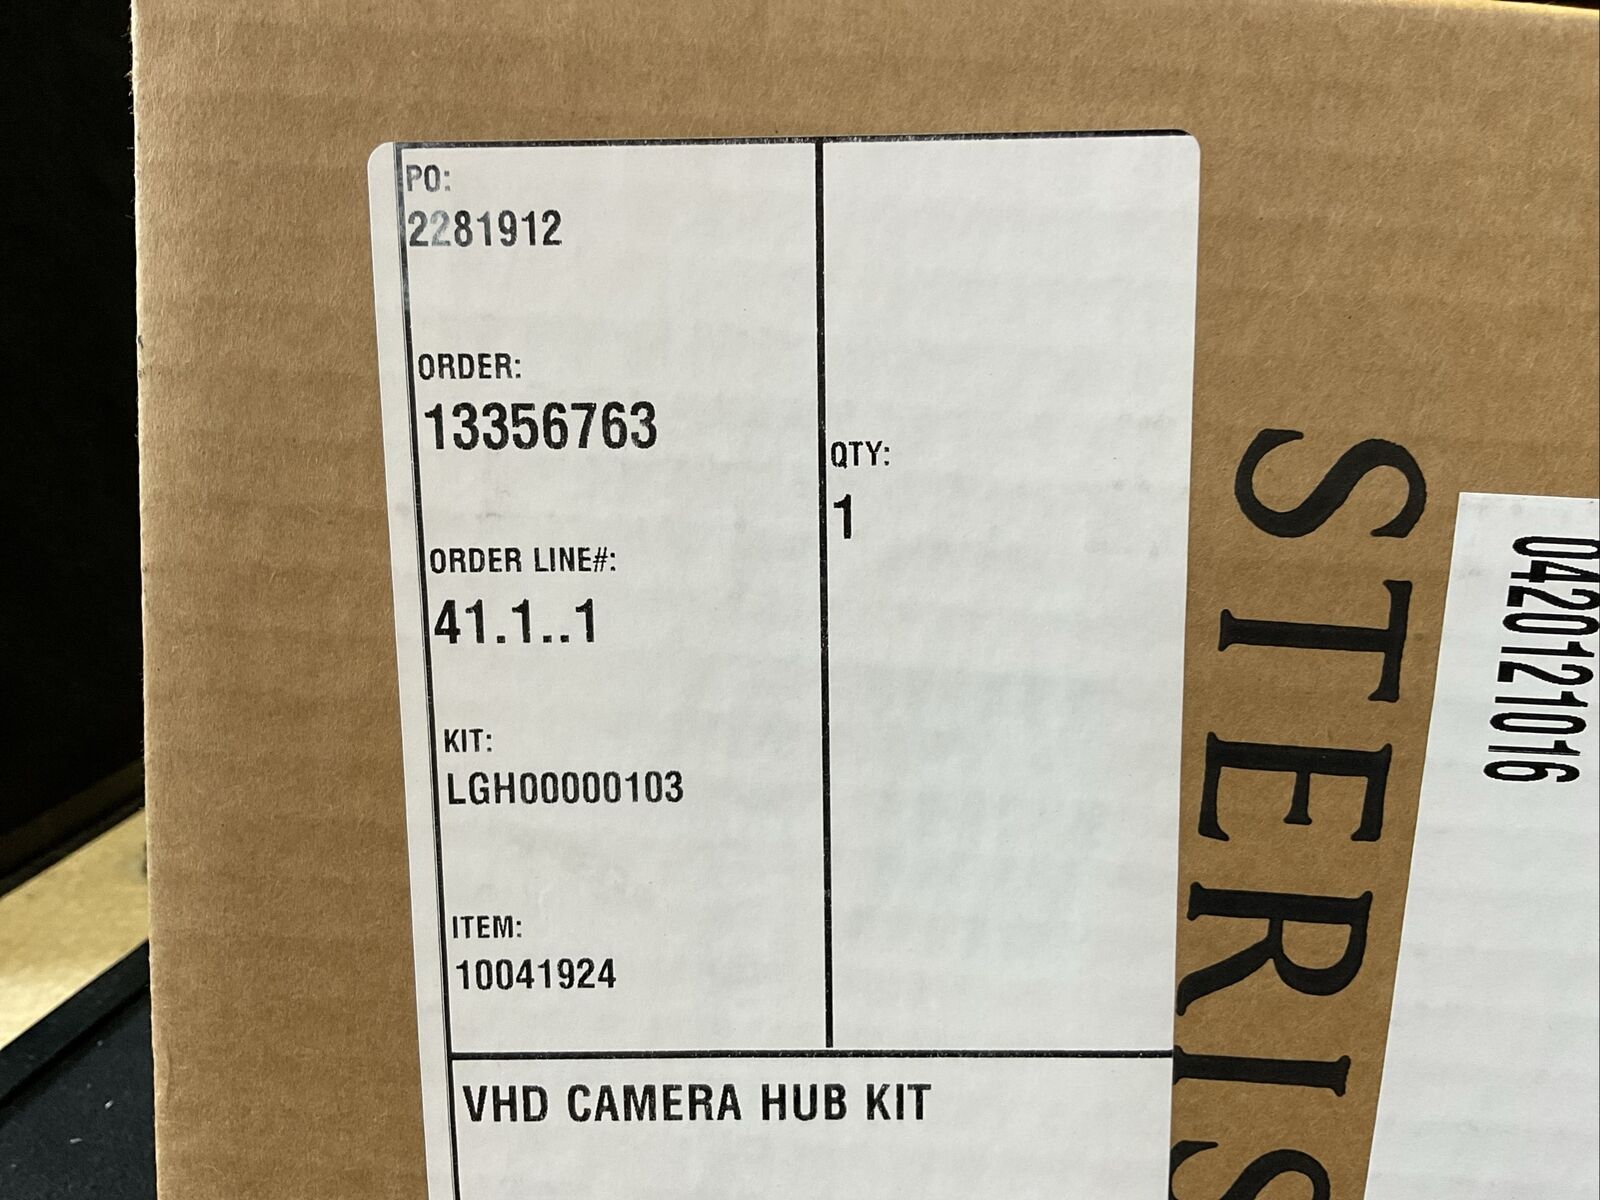 PO:
2281912
ORDER:
13356763
ORDER LINE#:
41.1..1
KIT:
LGH00000103
ITEM:
10041924
QTY:
1
VHD CAMERA HUB KIT
STERIS
0420121016